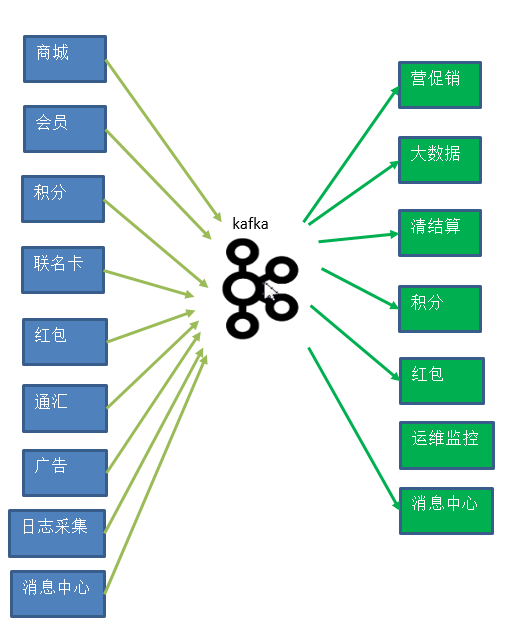 商城
会员
积分
联名卡
红包
通汇
广告
日志采集
消息中心
kafka
营促销
大数据
清结算
积分
红包
运维监控
消息中心